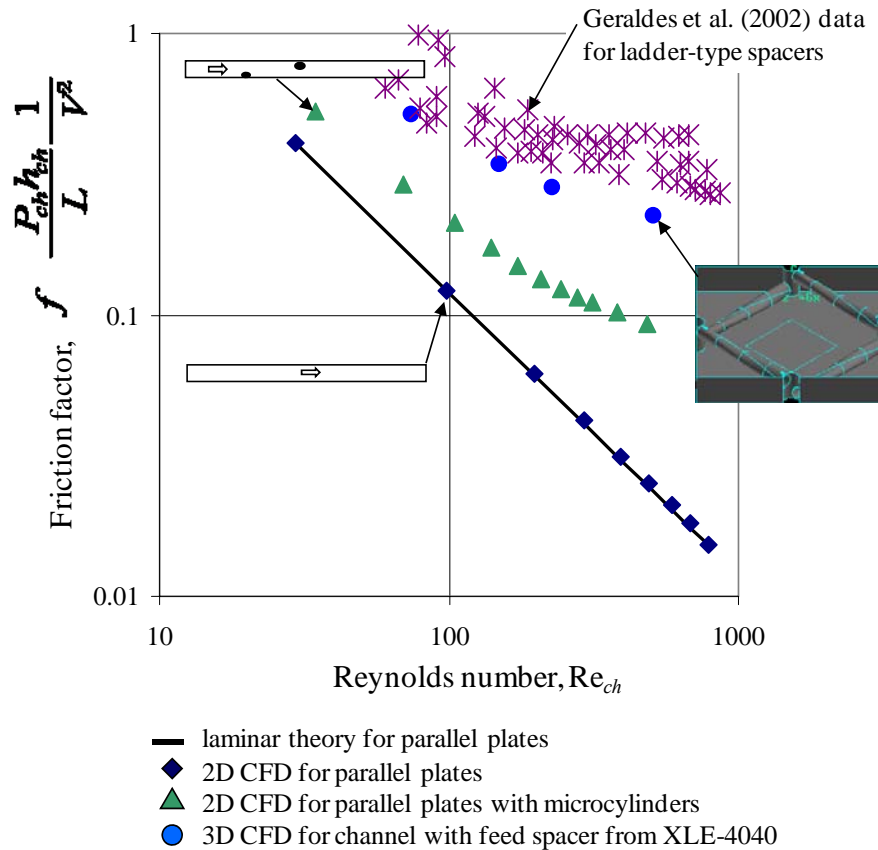 1
Geraldes et al. (2002) data
for ladder-type spacers
Friction factor, f P_ch h_ch / L 1 / V²
0.1
0.01
10
100
1000
Reynolds number, Re_ch
laminar theory for parallel plates
2D CFD for parallel plates
2D CFD for parallel plates with microcylinders
3D CFD for channel with feed spacer from XLE-4040